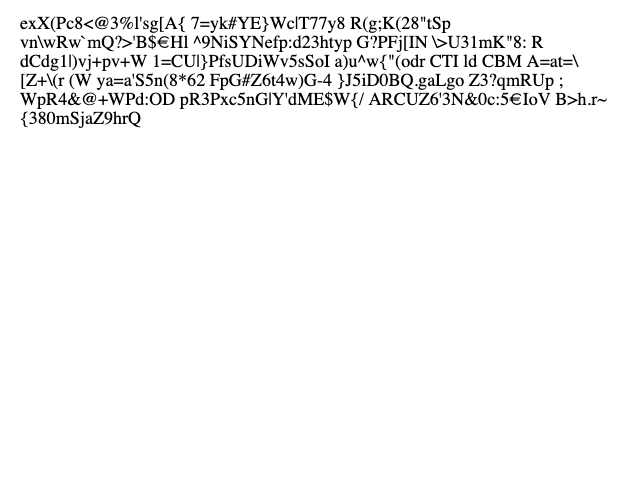 exX(Pc8<@3%l'sg[A{ 7=yk#YE}Wc|T77y8 R(g;K(28"tSp
vn\wRw`mQ?>'B$€Hl ^9NiSYNefp:d23htyp G?PFj[IN \>U31mK"8: R
dCdg1l)vj+pv+W 1=CU|}PfsUDiWv5sSoI a)u^w{"(odr CTI ld CBM A=at=\
[Z+\(r (W ya=a'S5n(8*62 FpG#Z6t4w)G-4 }J5iD0BQ.gaLgo Z3?qmRUp ;
WpR4&@+WPd:OD pR3Pxc5nG|Y'dME$W{/ ARCUZ6'3N&0c:5€IoV B>h.r~
{380mSjaZ9hrQ